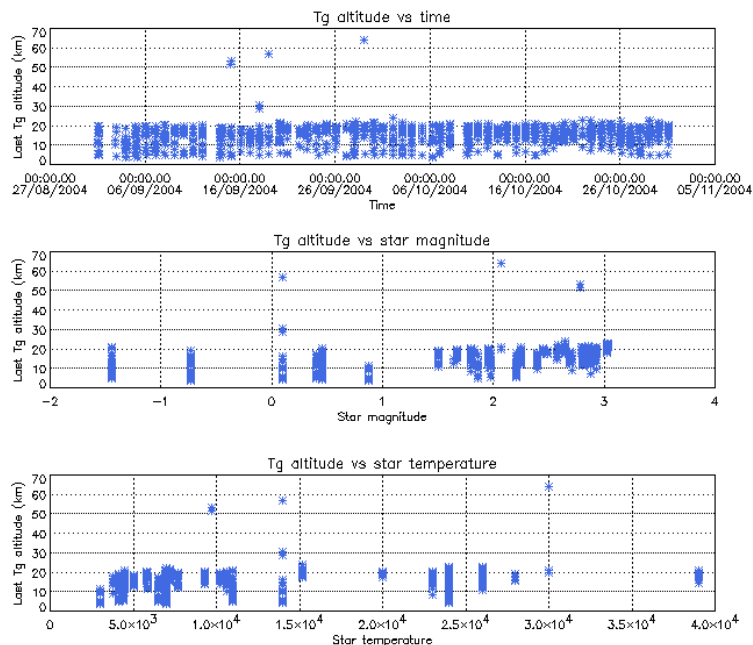 Tg altitude vs time
Last Tg altitude (km)
70
60
50
40
30
20
10
0
00:00.00 00:00.00 00:00.00 00:00.00 00:00.00 00:00.00 00:00.00 00:00.00
27/08/2004 06/09/2004 16/09/2004 26/09/2004 06/10/2004 16/10/2004 26/10/2004 05/11/2004
Time
Tg altitude vs star magnitude
Last Tg altitude (km)
70
60
50
40
30
20
10
0
-2 -1 0 1 2 3 4
Star magnitude
Tg altitude vs star temperature
Last Tg altitude (km)
70
60
50
40
30
20
10
0
0 5.0×10³ 1.0×10⁴ 1.5×10⁴ 2.0×10⁴ 2.5×10⁴ 3.0×10⁴ 3.5×10⁴ 4.0×10⁴
Star temperature